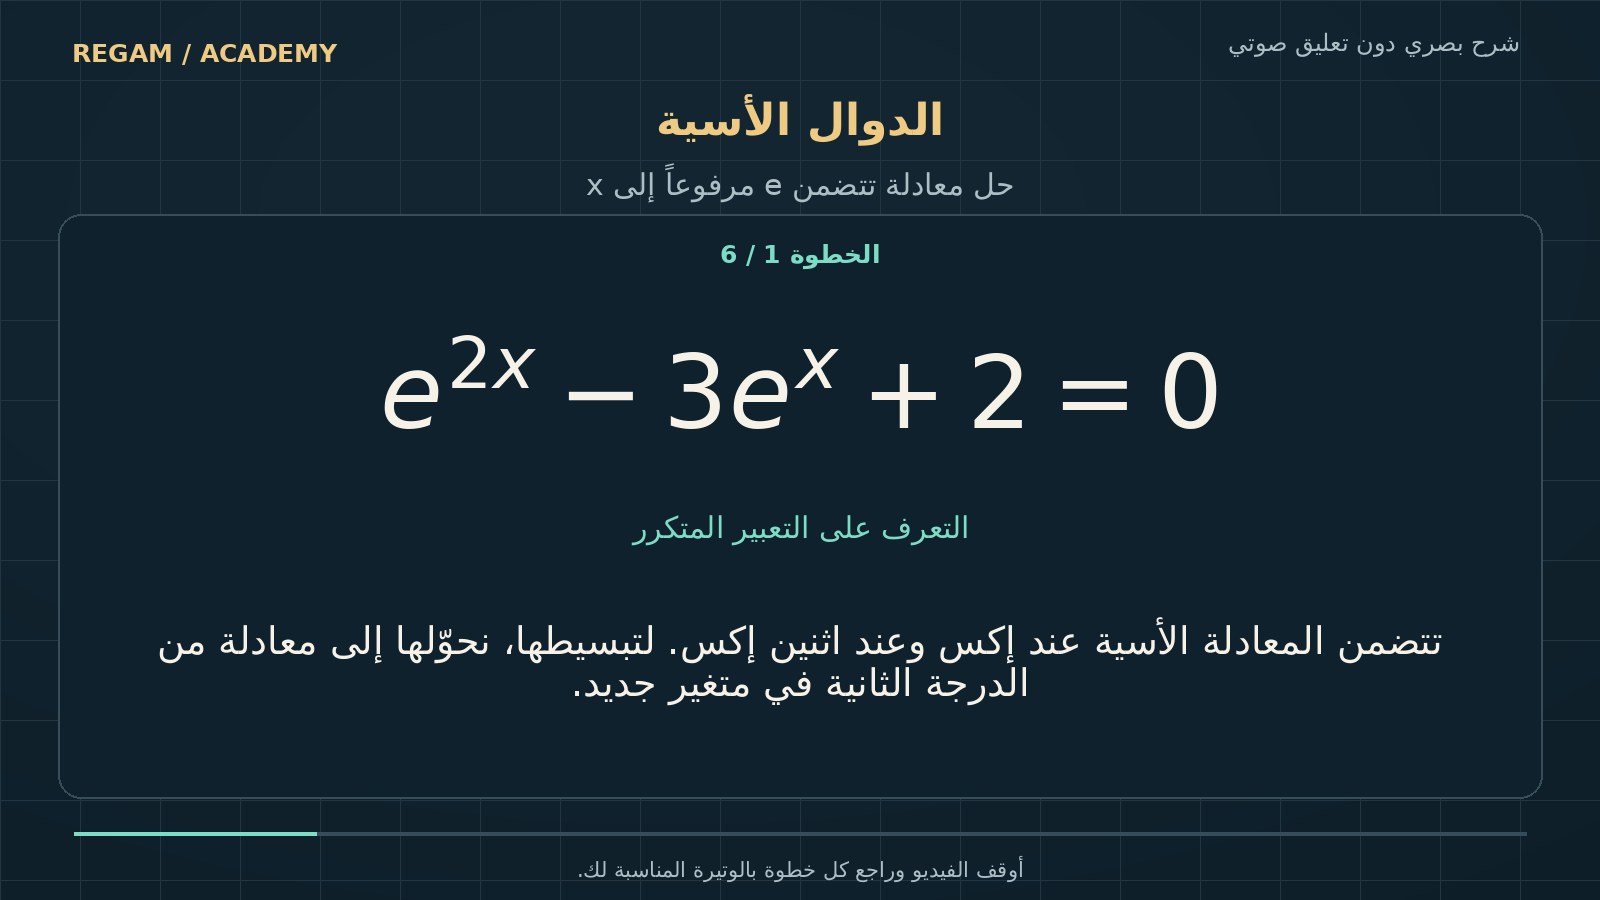 REGAM / ACADEMY
شرح بصري دون تعليق صوتي
الدوال الأسية
حل معادلة تتضمن e مرفوعاً إلى x
الخطوة 1 / 6
e^{2x} − 3e^{x} + 2 = 0
التعرف على التعبير المتكرر
تتضمن المعادلة الأسية عند إكس وعند اثنين إكس. لتبسيطها، نحوّلها إلى معادلة من
الدرجة الثانية في متغير جديد.
أوقف الفيديو وراجع كل خطوة بالوتيرة المناسبة لك.